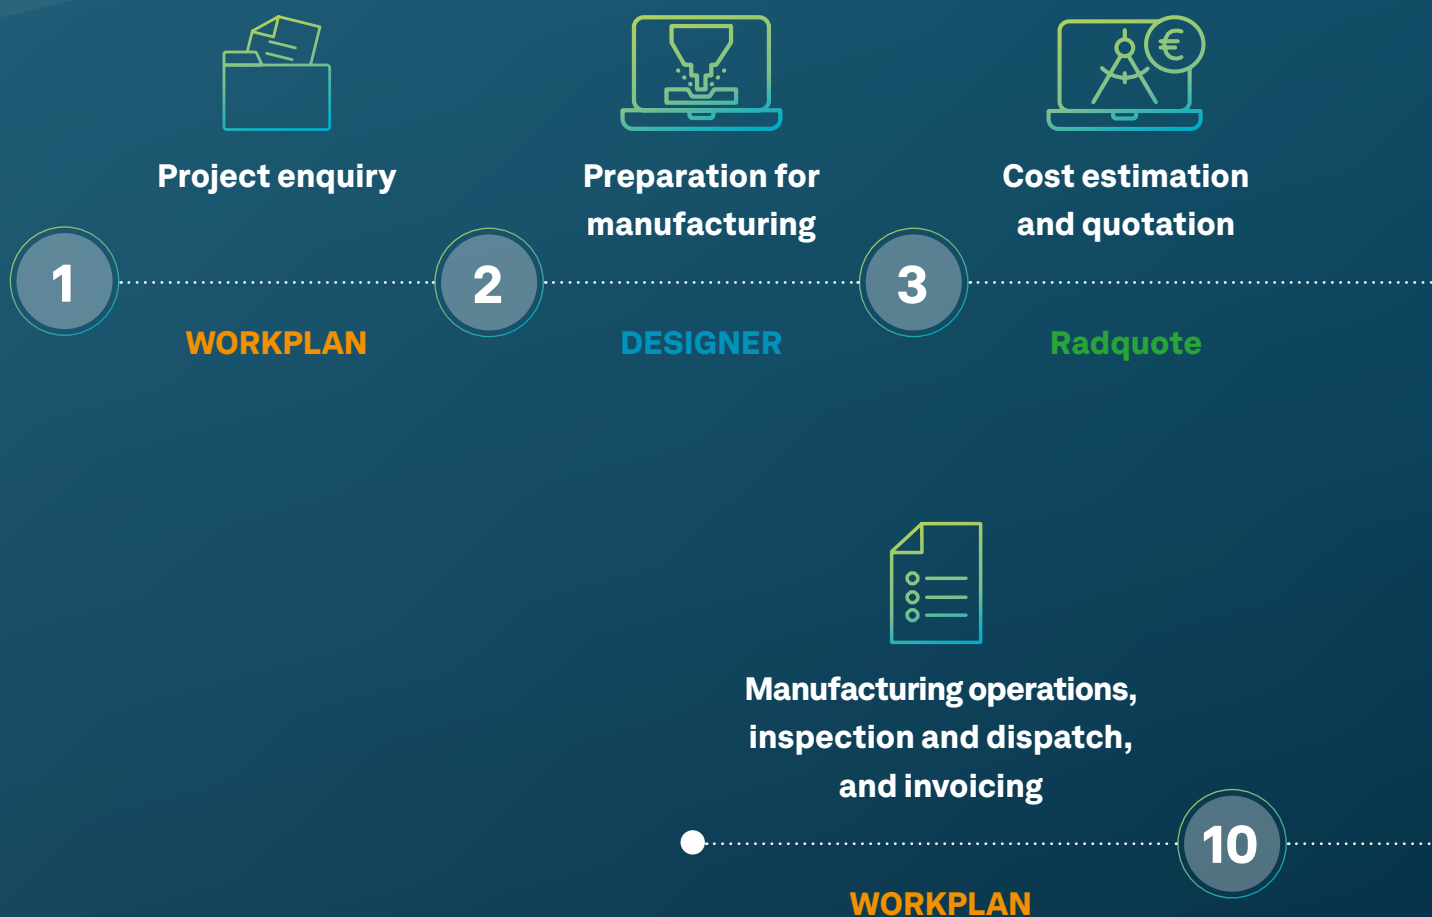 Project enquiry
Preparation for
manufacturing
Cost estimation
and quotation
€
1
2
3
WORKPLAN
DESIGNER
Radquote
Manufacturing operations,
inspection and dispatch,
and invoicing
10
WORKPLAN